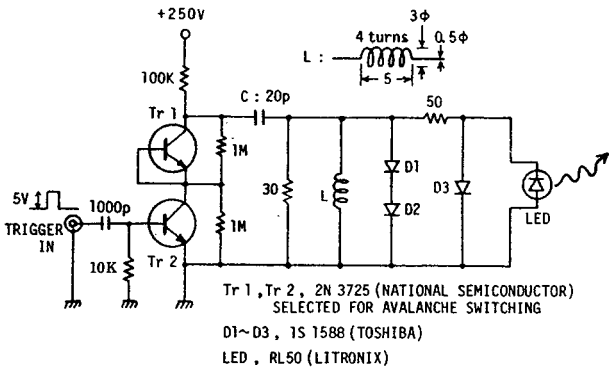 +250V
3φ
0.5φ
4 turns
L :
5
100K
Tr 1
C : 20p
50
1M
5V
1000p
30
L
D1
D3
D2
LED
TRIGGER
IN
1M
10K
Tr 2
Tr 1 , Tr 2 , 2N 3725 (NATIONAL SEMICONDUCTOR)
SELECTED FOR AVALANCHE SWITCHING
D1~D3 , 1S 1588 (TOSHIBA)
LED , RL50 (LITRONIX)